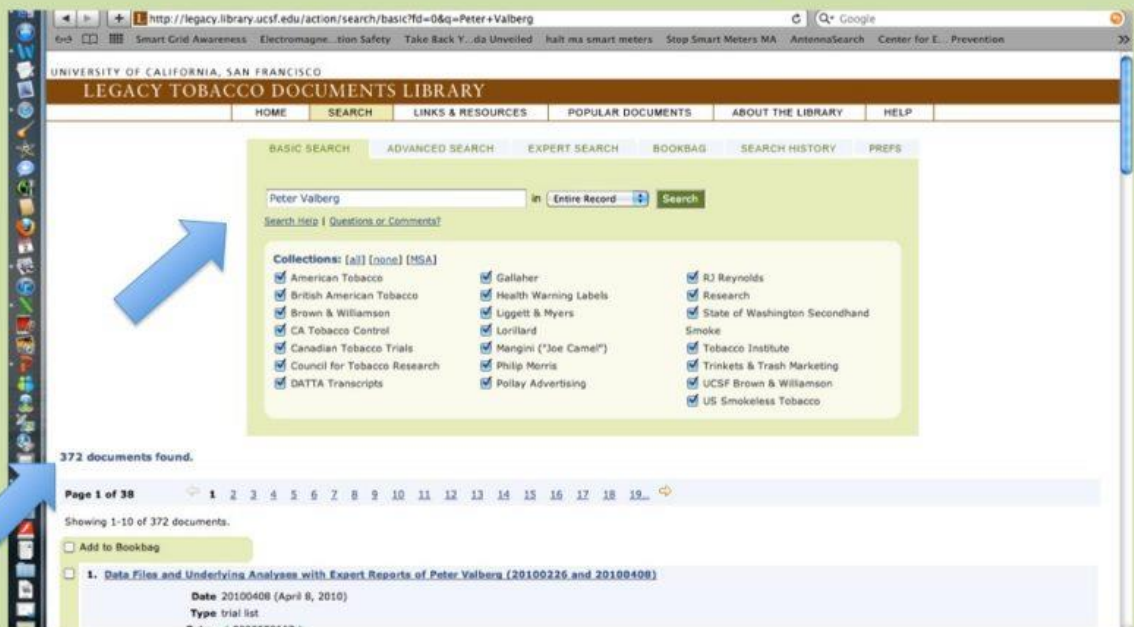 http://legacy.library.ucsf.edu/action/search/basic?fd=0&q=Peter+Valberg
Google
Smart Grid Awareness Electromagne...tion Safety Take Back Y...da Unveiled halt ma smart meters Stop Smart Meters MA AntennaSearch Center for E... Prevention
UNIVERSITY OF CALIFORNIA, SAN FRANCISCO
LEGACY TOBACCO DOCUMENTS LIBRARY
HOME SEARCH LINKS & RESOURCES POPULAR DOCUMENTS ABOUT THE LIBRARY HELP
BASIC SEARCH ADVANCED SEARCH EXPERT SEARCH BOOKBAG SEARCH HISTORY PREFS
Peter Valberg in Entire Record Search
Search Help | Questions or Comments?
Collections: [all] [none] [MSA]
American Tobacco Gallaher RJ Reynolds
British American Tobacco Health Warning Labels Research
Brown & Williamson Liggett & Myers State of Washington Secondhand
CA Tobacco Control Lorillard Smoke
Canadian Tobacco Trials Mangini ("Joe Camel") Tobacco Institute
Council for Tobacco Research Philip Morris Trinkets & Trash Marketing
DATTA Transcripts Pollay Advertising UCSF Brown & Williamson
US Smokeless Tobacco
372 documents found.
Page 1 of 38 1 2 3 4 5 6 7 8 9 10 11 12 13 14 15 16 17 18 19...
Showing 1-10 of 372 documents.
Add to Bookbag
1. Data Files and Underlying Analyses with Expert Reports of Peter Valberg (20100226 and 20100408)
Date 20100408 (April 8, 2010)
Type trial list